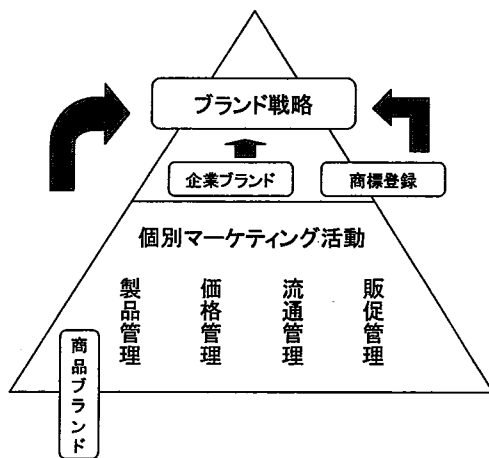 ブランド戦略
企業ブランド
商標登録
個別マーケティング活動
製品管理
価格管理
流通管理
販促管理
商品ブランド